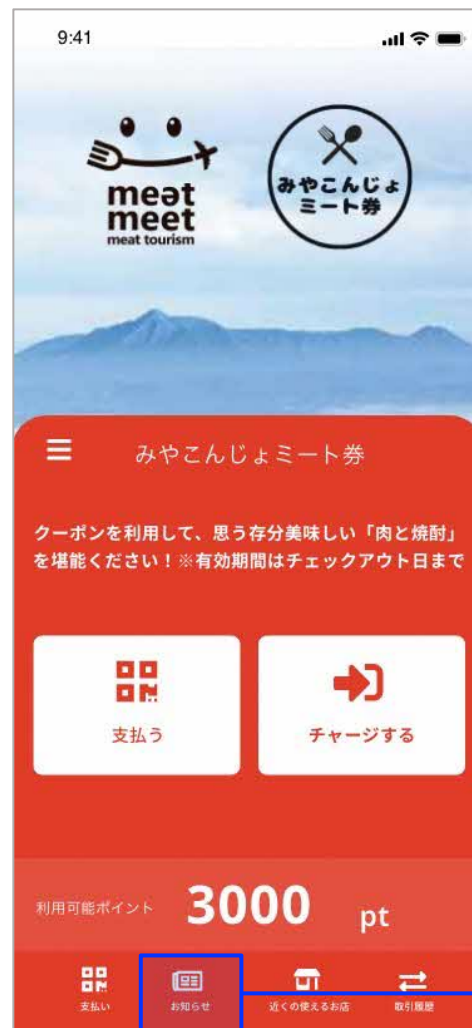 9:41
meat
meet
meat tourism
みやこんじょ
ミート券
みやこんじょミート券
クーポンを利用して、思う存分美味しい「肉と焼酎」
を堪能ください！※有効期間はチェックアウト日まで
支払う
チャージする
利用可能ポイント 3000 pt
支払い お知らせ 近くの使えるお店 取引履歴